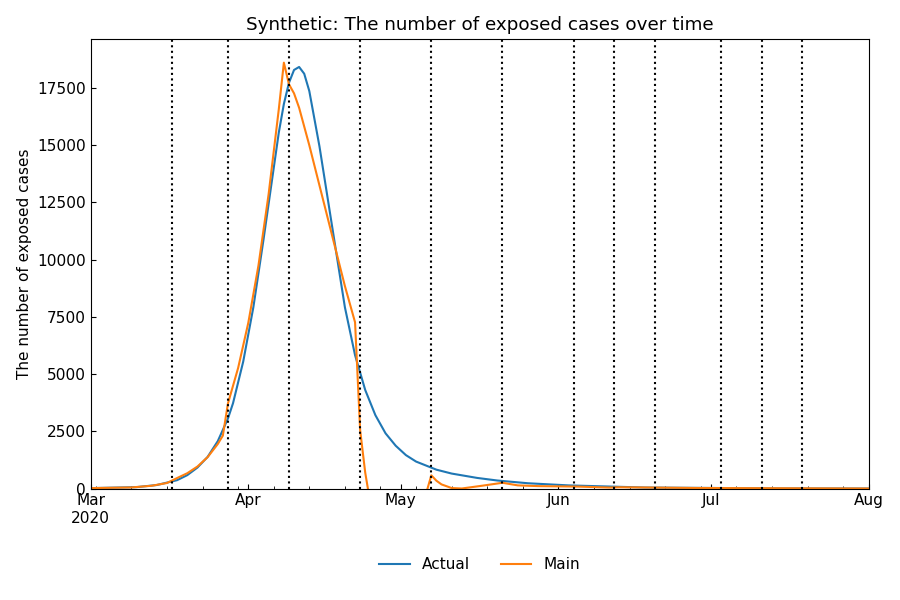 Synthetic: The number of exposed cases over time
The number of exposed cases
17500
15000
12500
10000
7500
5000
2500
0
Mar Apr May Jun Jul Aug
2020
Actual Main